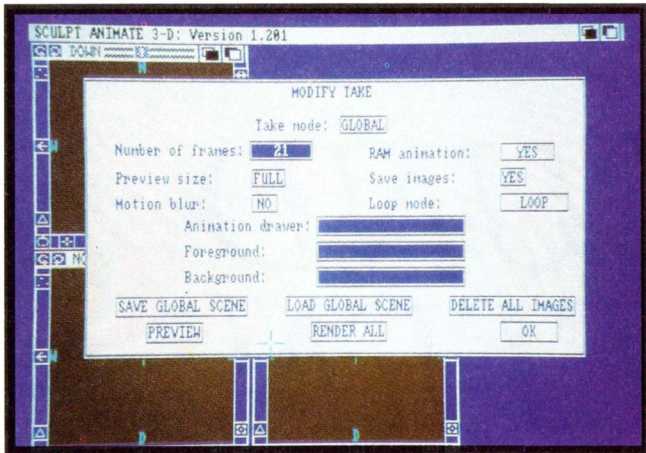 SCULPT ANIMATE 3-D: Version 1.201
DOWN
N
MODIFY TAKE
Take mode: GLOBAL
Number of frames: 21
RAM animation: YES
Preview size: FULL
Save images: YES
Motion blur: NO
Loop mode: LOOP
Animation drawer:
Foreground:
Background:
SAVE GLOBAL SCENE
LOAD GLOBAL SCENE
DELETE ALL IMAGES
PREVIEW
RENDER ALL
OK
W
NO
W
D
D